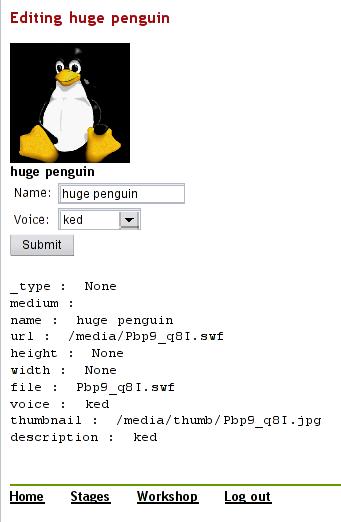 Editing huge penguin
huge penguin
Name: huge penguin
Voice: ked
Submit
_type : None
medium :
name : huge penguin
url : /media/Pbp9_q8I.swf
height : None
width : None
file : Pbp9_q8I.swf
voice : ked
thumbnail : /media/thumb/Pbp9_q8I.jpg
description : ked
Home Stages Workshop Log out